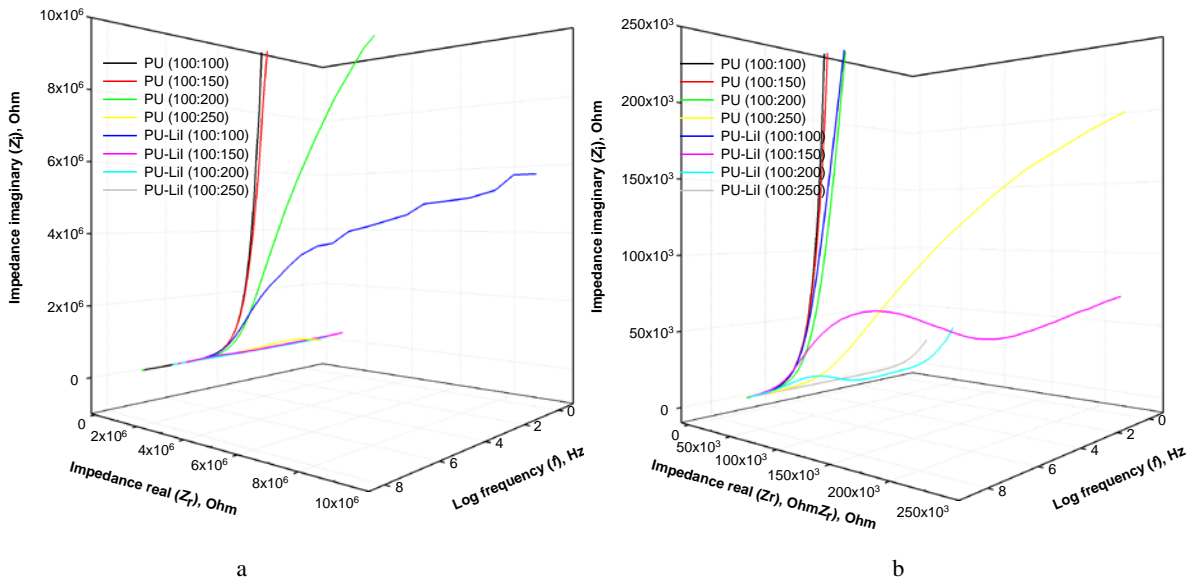 10x10⁶
8x10⁶
6x10⁶
4x10⁶
2x10⁶
0
Impedance imaginary (Zj), Ohm
PU (100:100)
PU (100:150)
PU (100:200)
PU (100:250)
PU-LiI (100:100)
PU-LiI (100:150)
PU-LiI (100:200)
PU-LiI (100:250)
0
2x10⁶
4x10⁶
6x10⁶
8x10⁶
10x10⁶
Impedance real (Zr), Ohm
8
6
4
2
0
Log frequency (f), Hz
a
250x10³
200x10³
150x10³
100x10³
50x10³
0
Impedance imaginary (Zj), Ohm
PU (100:100)
PU (100:150)
PU (100:200)
PU (100:250)
PU-LiI (100:100)
PU-LiI (100:150)
PU-LiI (100:200)
PU-LiI (100:250)
0
50x10³
100x10³
150x10³
200x10³
250x10³
Impedance real (Zr), OhmZr), Ohm
8
6
4
2
0
Log frequency (f), Hz
b